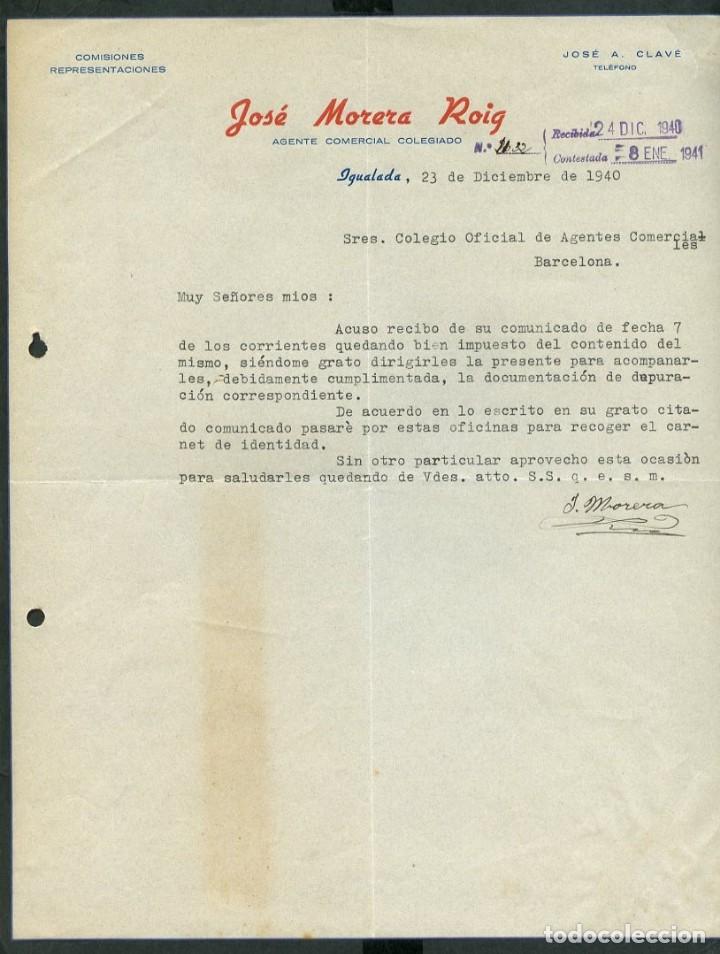 COMISIONES
REPRESENTACIONES
JOSÉ A. CLAVÉ
TELÉFONO
José Morera Roig
AGENTE COMERCIAL COLEGIADO
N.º
Recibida 24 DIC. 1940
Contestada 8 ENE. 1941
Igualada, 23 de Diciembre de 1940
Sres. Colegio Oficial de Agentes Comercial
les
Barcelona.
Muy Señores mios :
Acuso recibo de su comunicado de fecha 7
de los corrientes quedando bien impuesto del contenido del
mismo, siéndome grato dirigirles la presente para acompanar-
les, debidamente cumplimentada, la documentación de depura-
ción correspondiente.
De acuerdo en lo escrito en su grato cita-
do comunicado pasarè por estas oficinas para recoger el car-
net de identidad.
Sin otro particular aprovecho esta ocasiòn
para saludarles quedando de Vdes. atto. S.S. q. e. s. m.
J. Morera
todocoleccion.net